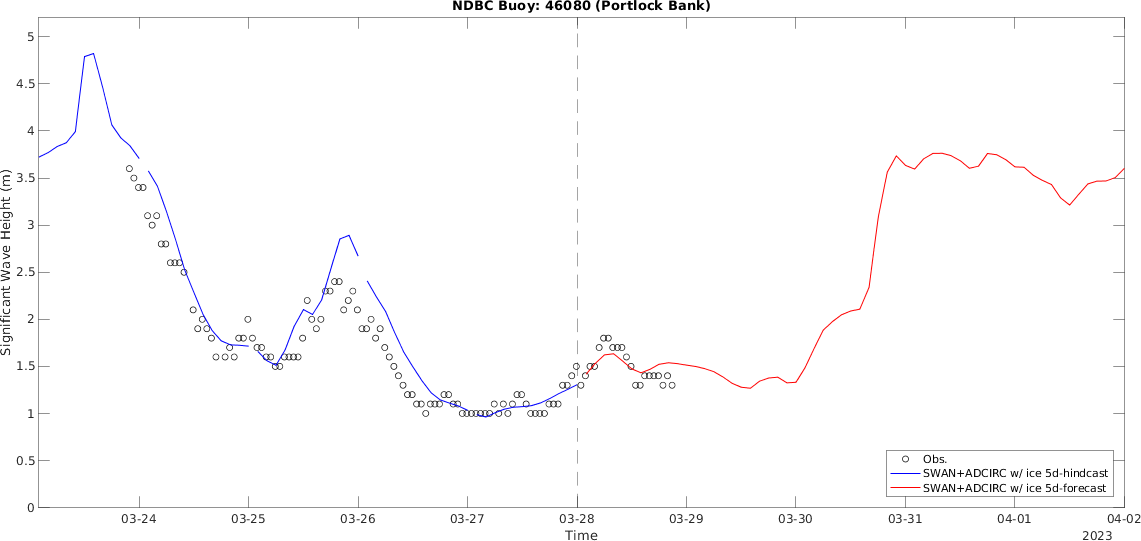 NDBC Buoy: 46080 (Portlock Bank)
5
4.5
4
3.5
3
2.5
2
1.5
1
0.5
0
Significant Wave Height (m)
Obs.
SWAN+ADCIRC w/ ice 5d-hindcast
SWAN+ADCIRC w/ ice 5d-forecast
03-24 03-25 03-26 03-27 03-28 03-29 03-30 03-31 04-01 04-02
Time
2023